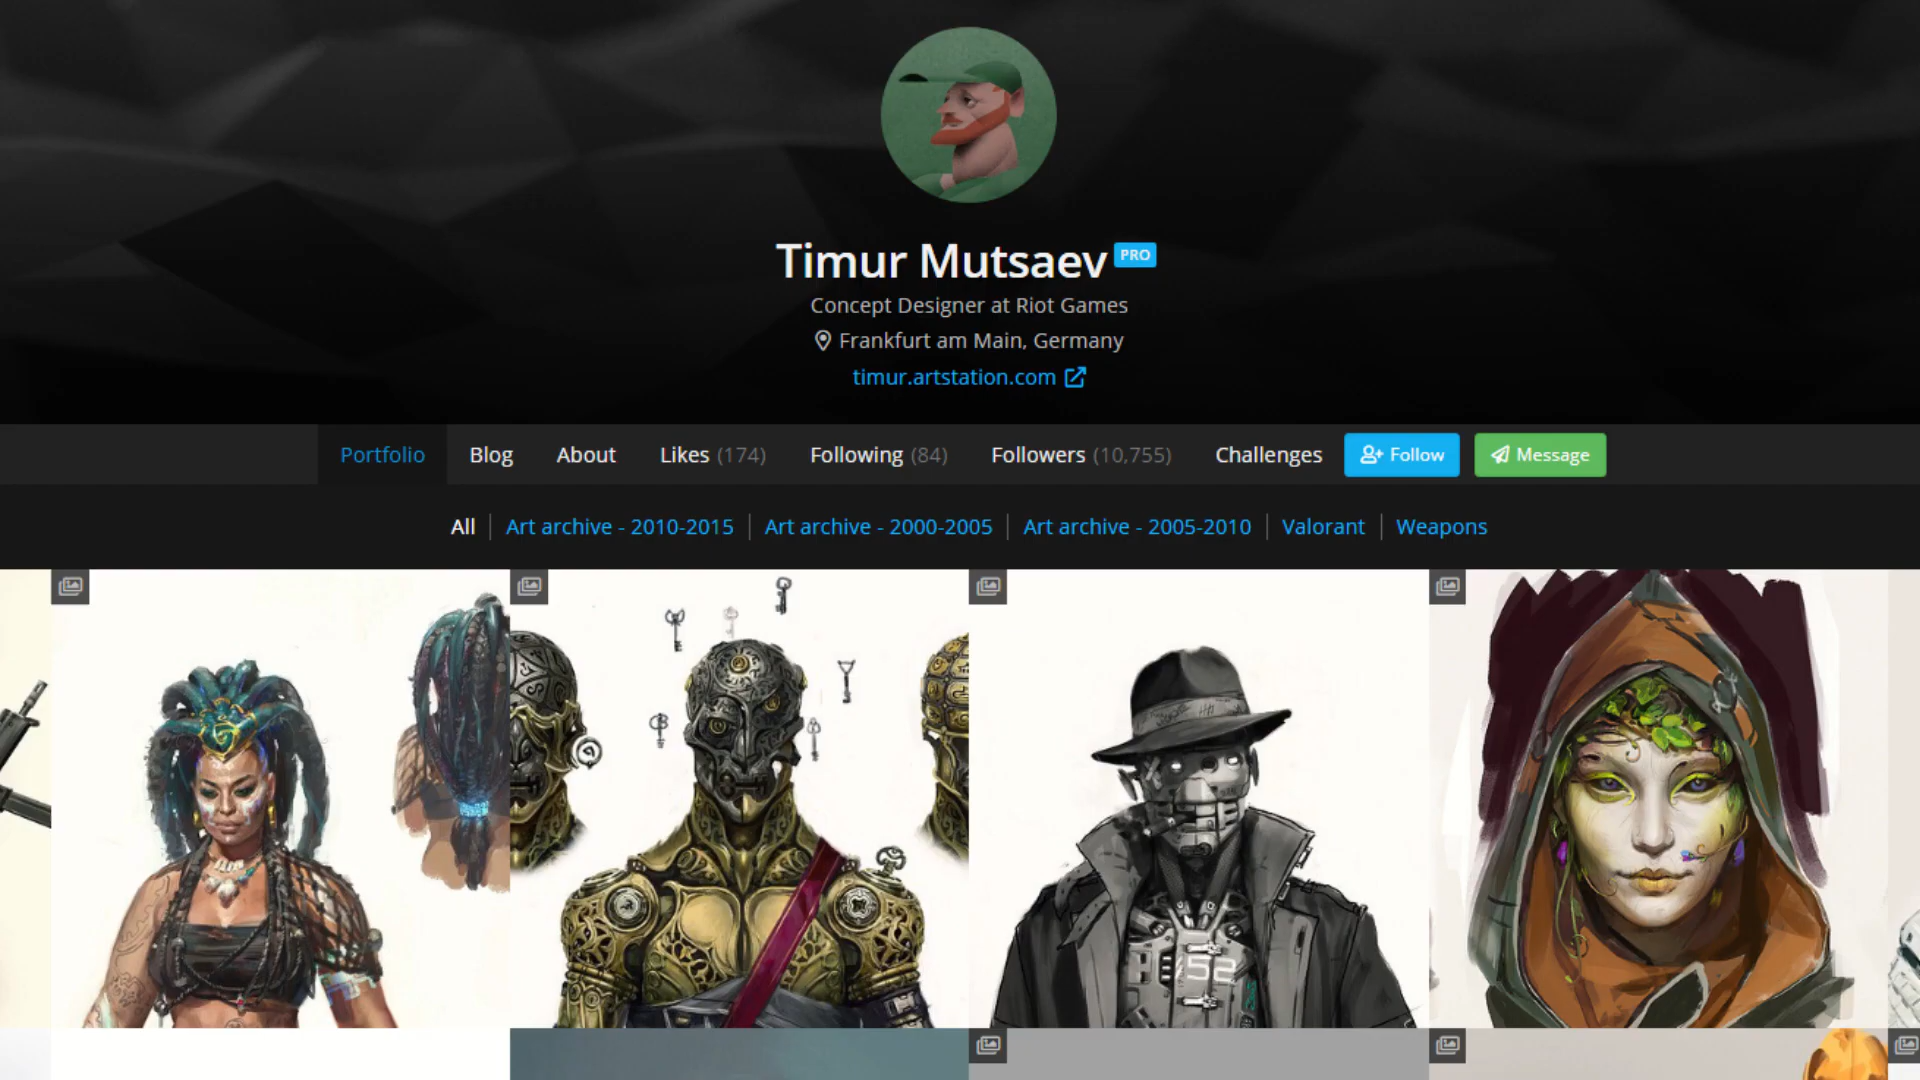 Timur Mutsaev PRO
Concept Designer at Riot Games
Frankfurt am Main, Germany
timur.artstation.com
Portfolio Blog About Likes (174) Following (84) Followers (10,755) Challenges Follow Message
All Art archive - 2010-2015 Art archive - 2000-2005 Art archive - 2005-2010 Valorant Weapons
52